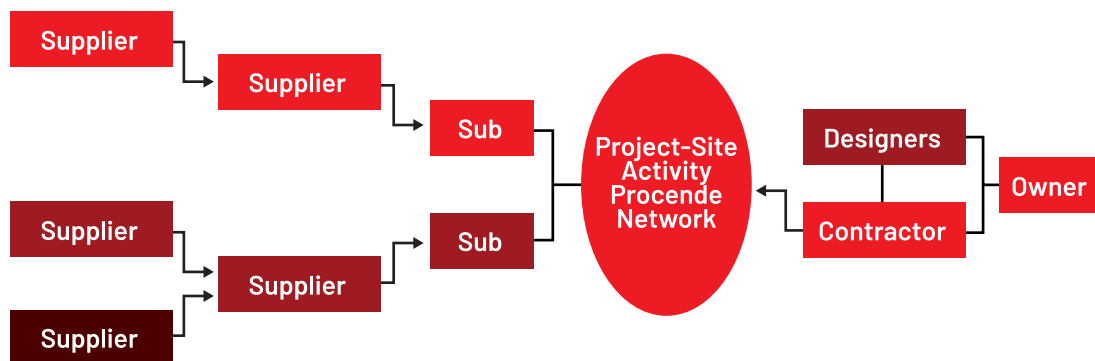 Supplier
Supplier
Sub
Project-Site
Activity
Procende
Network
Designers
Owner
Contractor
Supplier
Sub
Supplier
Supplier